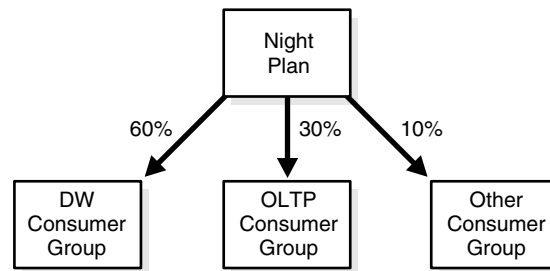 Night
Plan
60%
30%
10%
DW
Consumer
Group
OLTP
Consumer
Group
Other
Consumer
Group